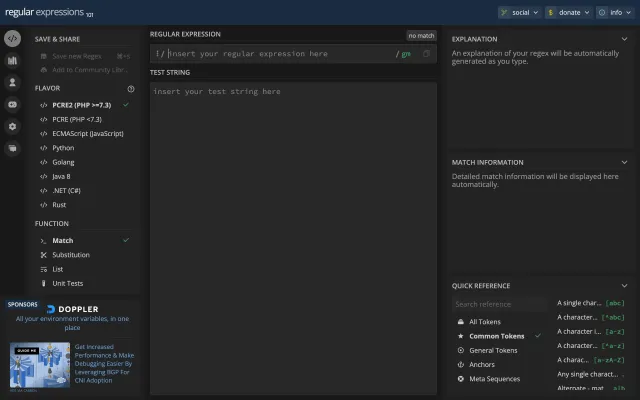 regular expressions 101
social
donate
info
SAVE & SHARE
Save new Regex ⌘+S
Add to Community Libr...
FLAVOR
PCRE2 (PHP >=7.3)
PCRE (PHP <7.3)
ECMAScript (JavaScript)
Python
Golang
Java 8
.NET (C#)
Rust
FUNCTION
Match
Substitution
List
Unit Tests
SPONSORS
DOPPLER
All your environment variables, in one
place
GUIDE ME
Get Increased
Performance & Make
Debugging Easier By
Leveraging BGP For
CNI Adoption
REGULAR EXPRESSION
no match
/ insert your regular expression here / gm
TEST STRING
insert your test string here
EXPLANATION
An explanation of your regex will be automatically
generated as you type.
MATCH INFORMATION
Detailed match information will be displayed here
automatically.
QUICK REFERENCE
Search reference
All Tokens
Common Tokens
General Tokens
Anchors
Meta Sequences
A single char... [abc]
A character... [^abc]
A character i... [a-z]
A character... [^a-z]
A charac... [a-zA-Z]
Any single charact... .
Alternate - mat... a|b